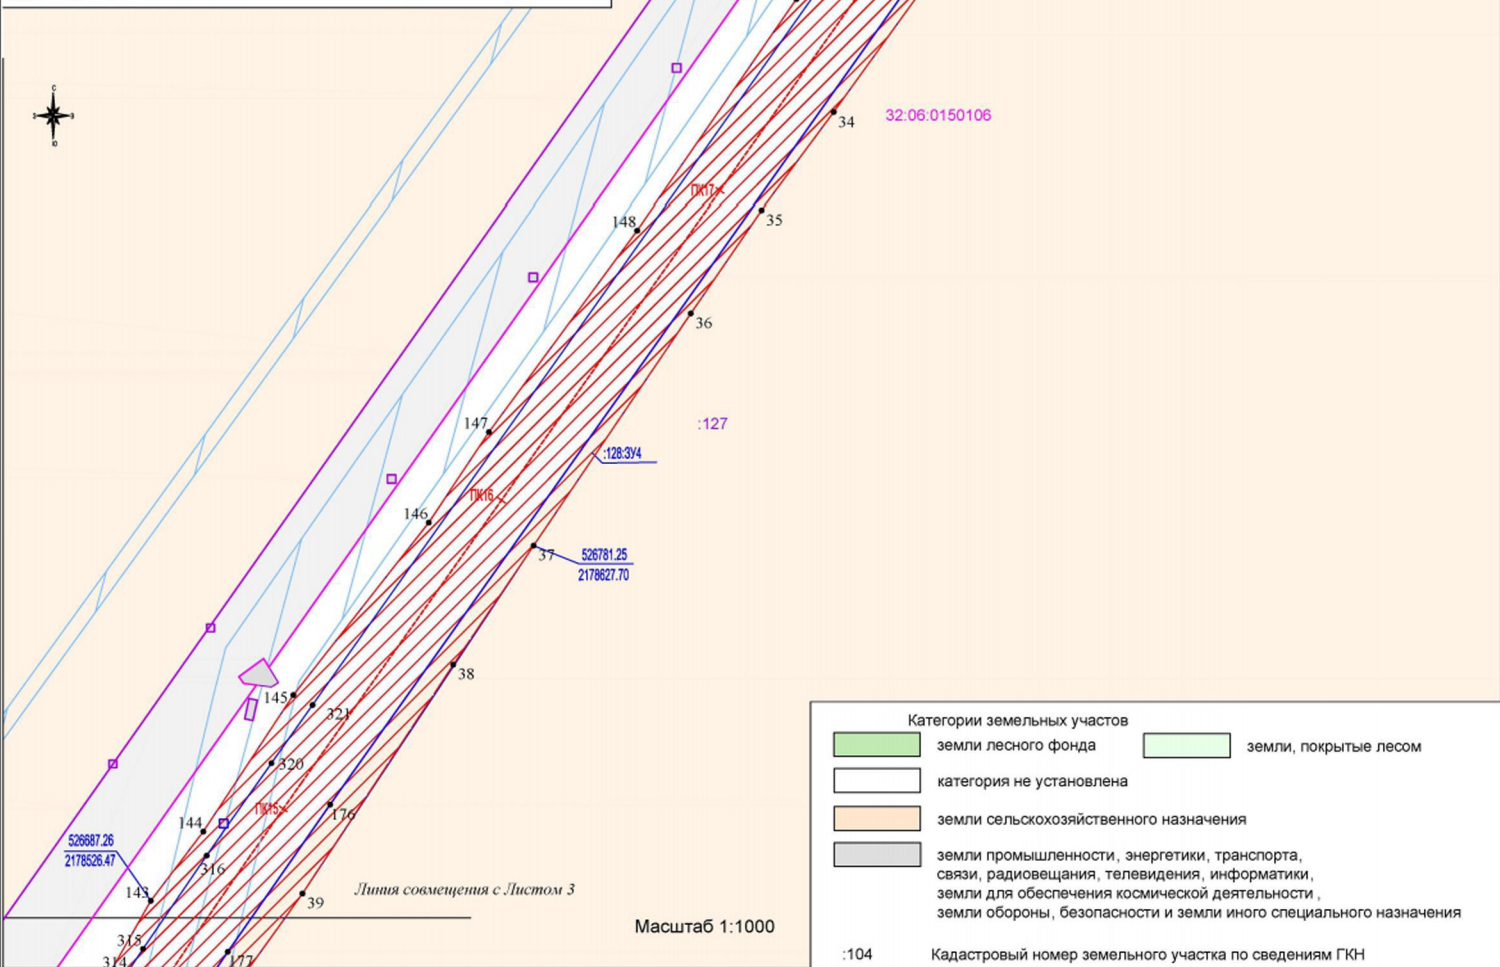 С
З
В
Ю
34
32:06:0150106
ПК17
148
35
36
147
:127
:128:ЗУ4
ПК16
146
37
526781.25
2178627.70
38
145
321
320
ПК15
176
144
526687.26
2178526.47
316
143
39
Линия совмещения с Листом 3
Масштаб 1:1000
315
314
177
Категории земельных участов
земли лесного фонда
земли, покрытые лесом
категория не установлена
земли сельскохозяйственного назначения
земли промышленности, энергетики, транспорта,
связи, радиовещания, телевидения, информатики,
земли для обеспечения космической деятельности ,
земли обороны, безопасности и земли иного специального назначения
:104 Кадастровый номер земельного участка по сведениям ГКН